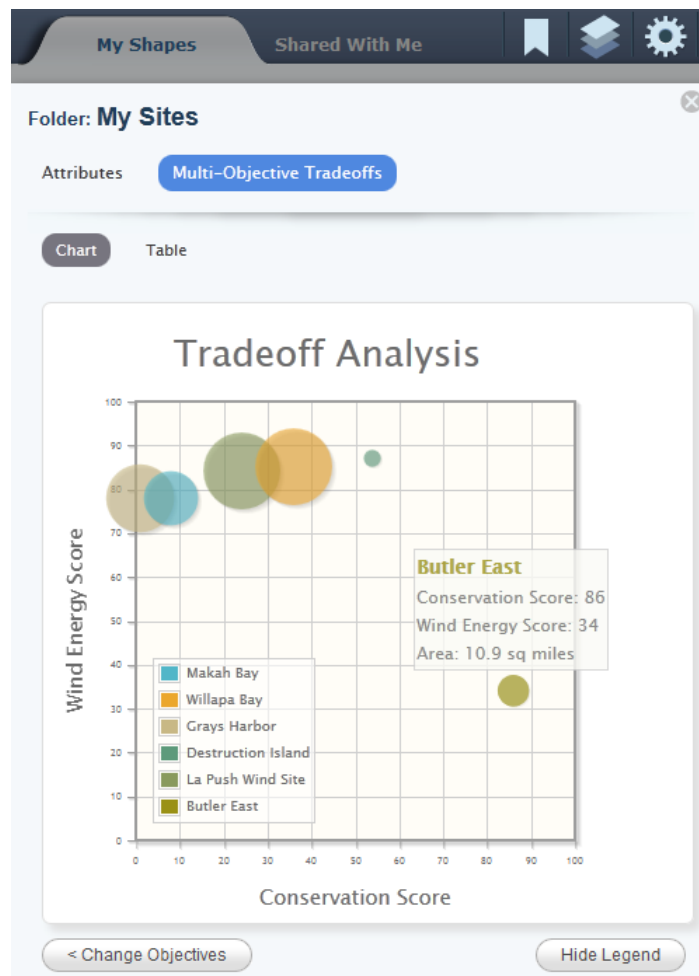 My Shapes
Shared With Me
Folder: My Sites
Attributes
Multi-Objective Tradeoffs
Chart
Table
Tradeoff Analysis
Wind Energy Score
100
90
80
70
60
50
40
30
20
10
0
Butler East
Conservation Score: 86
Wind Energy Score: 34
Area: 10.9 sq miles
Makah Bay
Willapa Bay
Grays Harbor
Destruction Island
La Push Wind Site
Butler East
0 10 20 30 40 50 60 70 80 90 100
Conservation Score
< Change Objectives
Hide Legend